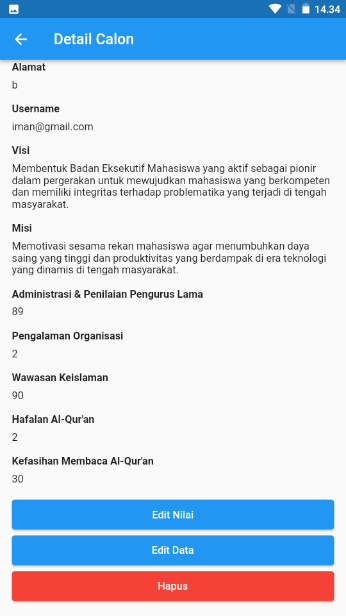 14.34
Detail Calon
Alamat
b
Username
iman@gmail.com
Visi
Membentuk Badan Eksekutif Mahasiswa yang aktif sebagai pionir
dalam pergerakan untuk mewujudkan mahasiswa yang berkompeten
dan memiliki integritas terhadap problematika yang terjadi di tengah
masyarakat.
Misi
Memotivasi sesama rekan mahasiswa agar menumbuhkan daya
saing yang tinggi dan produktivitas yang berdampak di era teknologi
yang dinamis di tengah masyarakat.
Administrasi & Penilaian Pengurus Lama
89
Pengalaman Organisasi
2
Wawasan Keislaman
90
Hafalan Al-Qur'an
2
Kefasihan Membaca Al-Qur'an
30
Edit Nilai
Edit Data
Hapus